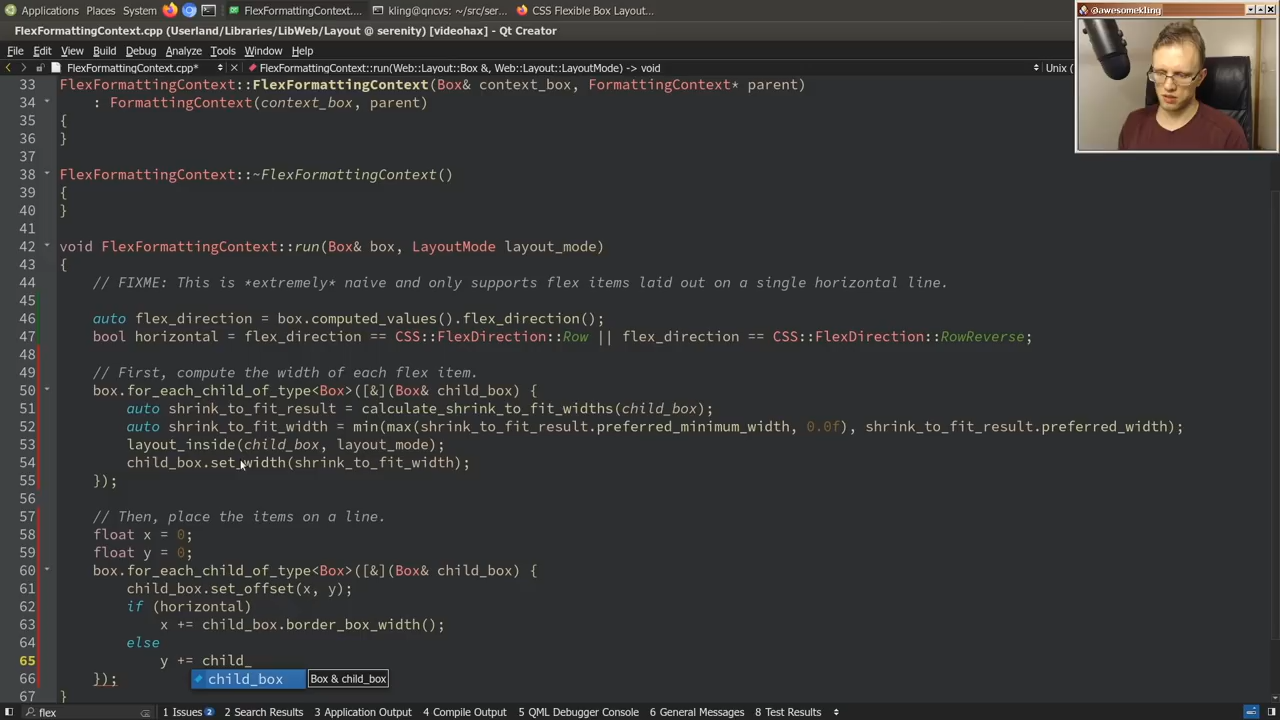 Applications Places System FlexFormattingContext.... kling@qncvs: ~/src/ser... CSS Flexible Box Layout...
@awesomekling
FlexFormattingContext.cpp (Userland/Libraries/LibWeb/Layout @ serenity) [videohax] - Qt Creator
File Edit View Build Debug Analyze Tools Window Help
FlexFormattingContext.cpp* FlexFormattingContext::run(Web::Layout::Box &, Web::Layout::LayoutMode) -> void Unix (
33 FlexFormattingContext::FlexFormattingContext(Box& context_box, FormattingContext* parent)
34 : FormattingContext(context_box, parent)
35 {
36 }
37
38 FlexFormattingContext::~FlexFormattingContext()
39 {
40 }
41
42 void FlexFormattingContext::run(Box& box, LayoutMode layout_mode)
43 {
44 // FIXME: This is *extremely* naive and only supports flex items laid out on a single horizontal line.
45
46 auto flex_direction = box.computed_values().flex_direction();
47 bool horizontal = flex_direction == CSS::FlexDirection::Row || flex_direction == CSS::FlexDirection::RowReverse;
48
49 // First, compute the width of each flex item.
50 box.for_each_child_of_type<Box>([&](Box& child_box) {
51 auto shrink_to_fit_result = calculate_shrink_to_fit_widths(child_box);
52 auto shrink_to_fit_width = min(max(shrink_to_fit_result.preferred_minimum_width, 0.0f), shrink_to_fit_result.preferred_width);
53 layout_inside(child_box, layout_mode);
54 child_box.set_width(shrink_to_fit_width);
55 });
56
57 // Then, place the items on a line.
58 float x = 0;
59 float y = 0;
60 box.for_each_child_of_type<Box>([&](Box& child_box) {
61 child_box.set_offset(x, y);
62 if (horizontal)
63 x += child_box.border_box_width();
64 else
65 y += child_
66 });
child_box Box & child_box
67 }
flex 1 Issues 2 2 Search Results 3 Application Output 4 Compile Output 5 QML Debugger Console 6 General Messages 8 Test Results